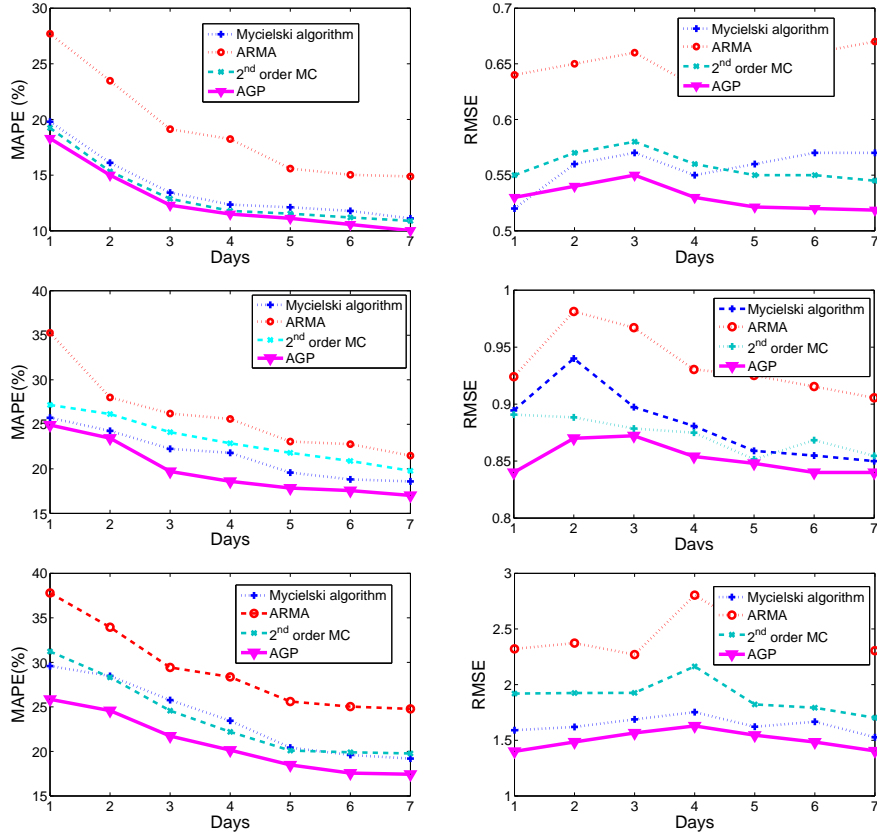 30
25
20
15
10
MAPE (%)
1 2 3 4 5 6 7
Days
Mycielski algorithm
ARMA
2nd order MC
AGP
0.7
0.65
0.6
0.55
0.5
RMSE
1 2 3 4 5 6 7
Days
Mycielski algorithm
ARMA
2nd order MC
AGP
40
35
30
25
20
15
MAPE(%)
1 2 3 4 5 6 7
Days
Mycielski algorithm
ARMA
2nd order MC
AGP
1
0.95
0.9
0.85
0.8
RMSE
1 2 3 4 5 6 7
Days
Mycielski algorithm
ARMA
2nd order MC
AGP
40
35
30
25
20
15
MAPE(%)
1 2 3 4 5 6 7
Days
Mycielski algorithm
ARMA
2nd order MC
AGP
3
2.5
2
1.5
1
RMSE
1 2 3 4 5 6 7
Days
Mycielski algorithm
ARMA
2nd order MC
AGP